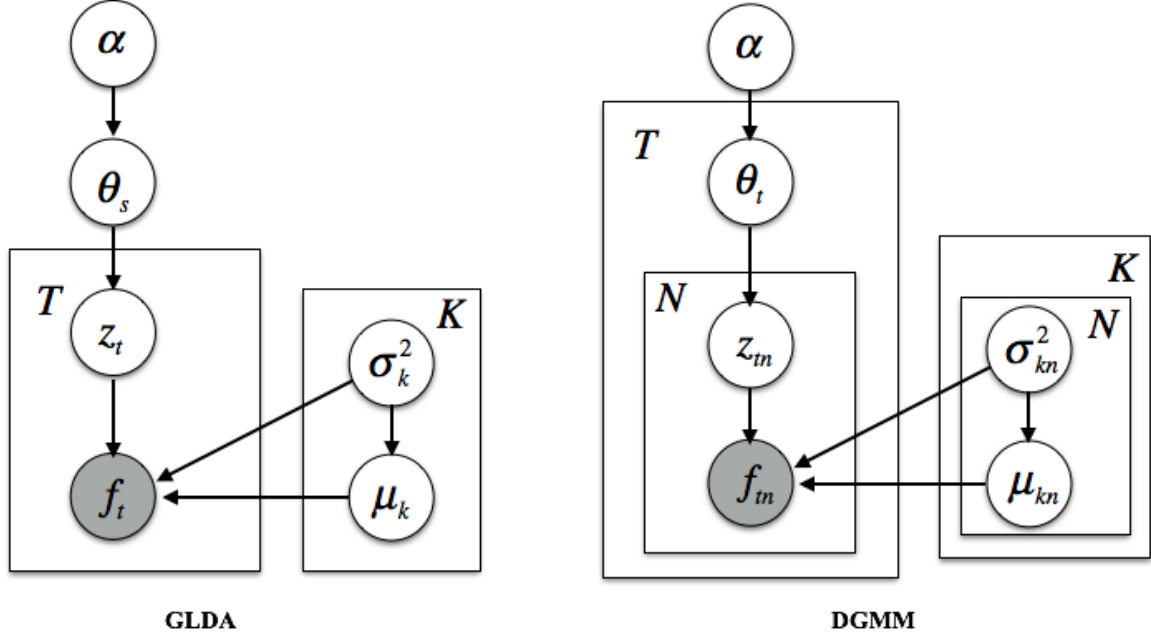 α
θ_s
T
z_t
f_t
K
σ_k^2
μ_k
GLDA
α
T
θ_t
N
z_tn
f_tn
K
N
σ_kn^2
μ_kn
DGMM